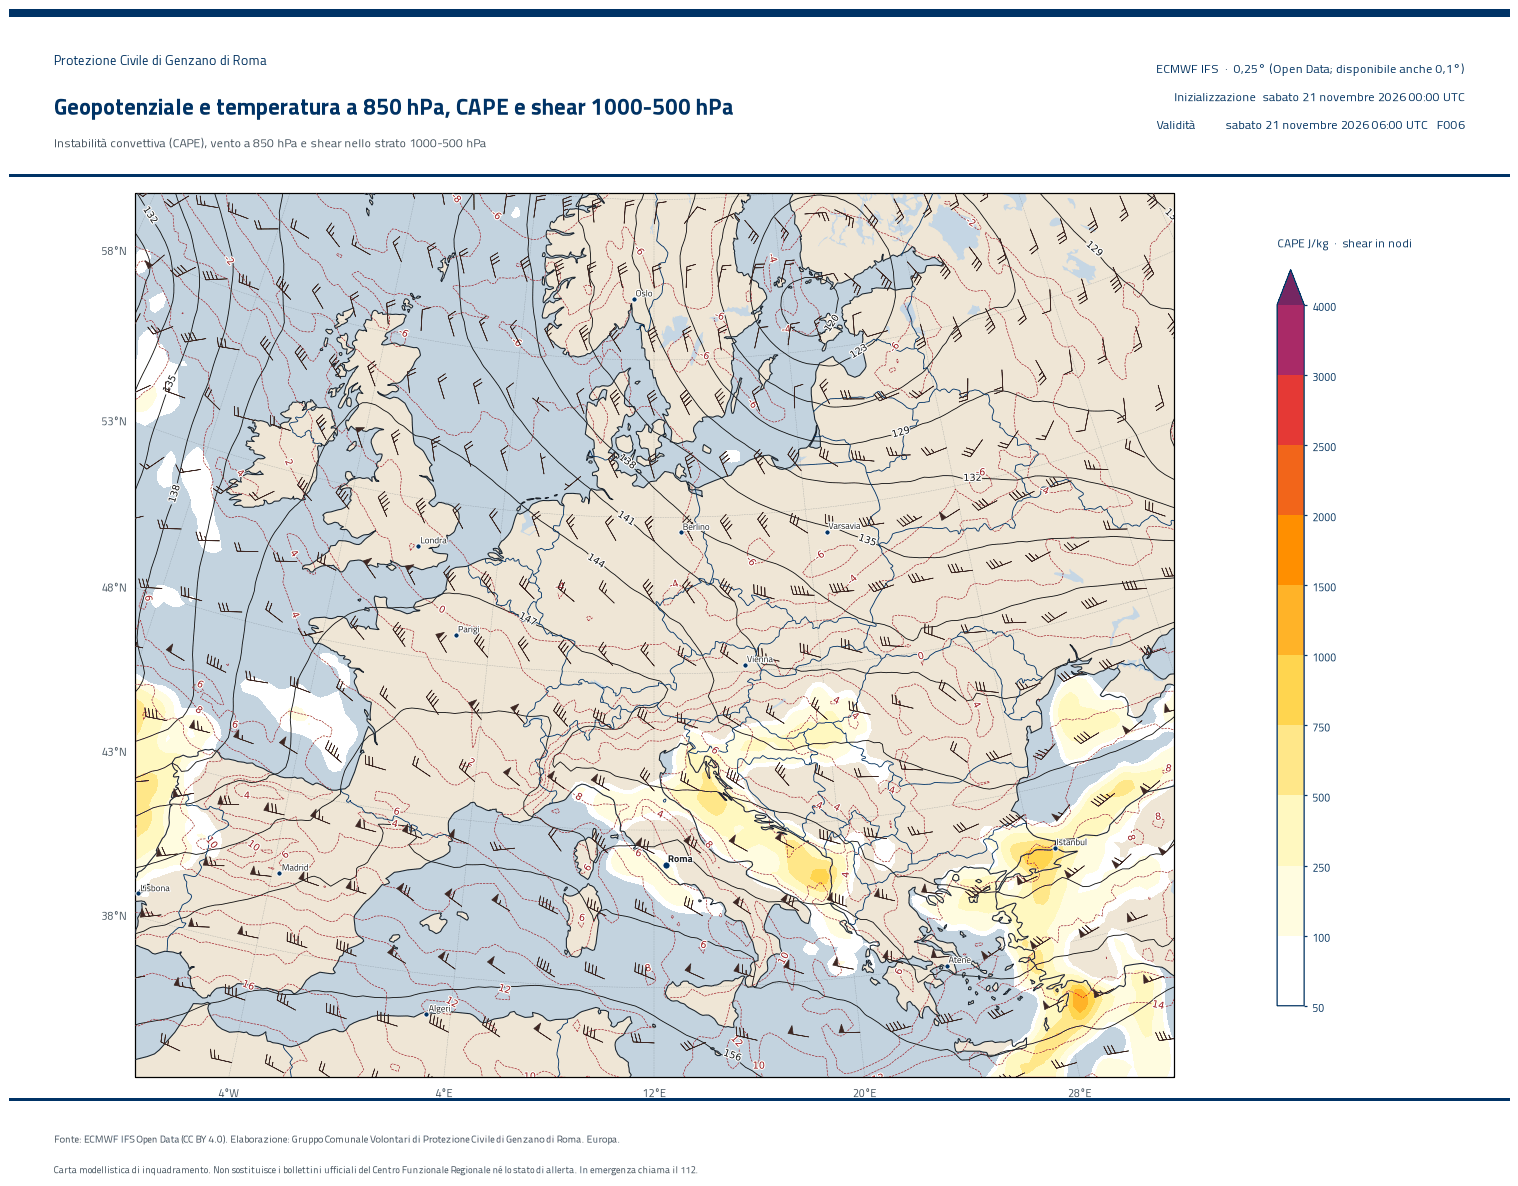 Protezione Civile di Genzano di Roma
Geopotenziale e temperatura a 850 hPa, CAPE e shear 1000-500 hPa
Instabilità convettiva (CAPE), vento a 850 hPa e shear nello strato 1000-500 hPa
ECMWF IFS · 0,25° (Open Data; disponibile anche 0,1°)
Inizializzazione sabato 21 novembre 2026 00:00 UTC
Validità sabato 21 novembre 2026 06:00 UTC F006
CAPE J/kg · shear in nodi
4000
3000
2500
2000
1500
1000
750
500
250
100
50
58°N
53°N
48°N
43°N
38°N
4°W
4°E
12°E
20°E
28°E
Oslo
Londra
Berlino
Varsavia
Parigi
Vienna
Roma
Madrid
Lisbona
Istanbul
Atene
Algeri
132
135
138
129
120
123
129
132
135
138
141
144
147
156
Fonte: ECMWF IFS Open Data (CC BY 4.0). Elaborazione: Gruppo Comunale Volontari di Protezione Civile di Genzano di Roma. Europa.
Carta modellistica di inquadramento. Non sostituisce i bollettini ufficiali del Centro Funzionale Regionale né lo stato di allerta. In emergenza chiama il 112.